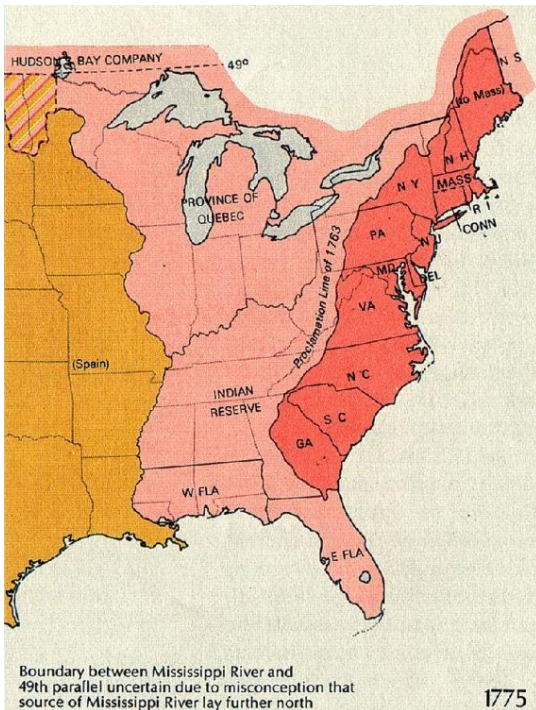 HUDSON BAY COMPANY
49º
N S
(to Mass)
N H
N Y
MASS
R I
CONN
PROVINCE OF
QUEBEC
PA
N J
Proclamation Line of 1763
MD
DEL
VA
(Spain)
N C
INDIAN
RESERVE
S C
GA
W FLA
E FLA
Boundary between Mississippi River and
49th parallel uncertain due to misconception that
source of Mississippi River lay further north
1775